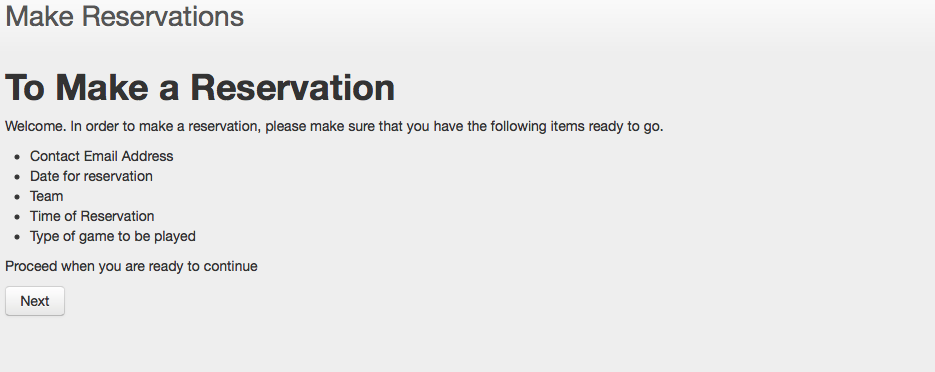 Make Reservations
To Make a Reservation
Welcome. In order to make a reservation, please make sure that you have the following items ready to go.
• Contact Email Address
• Date for reservation
• Team
• Time of Reservation
• Type of game to be played
Proceed when you are ready to continue
Next